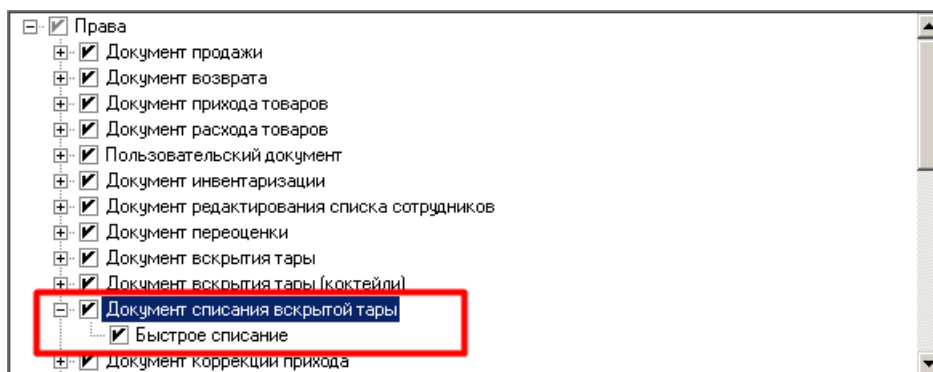 Права
Документ продажи
Документ возврата
Документ прихода товаров
Документ расхода товаров
Пользовательский документ
Документ инвентаризации
Документ редактирования списка сотрудников
Документ переоценки
Документ вскрытия тары
Документ вскрытия тары (коктейли)
Документ списания вскрытой тары
Быстрое списание
Документ коррекции прихода